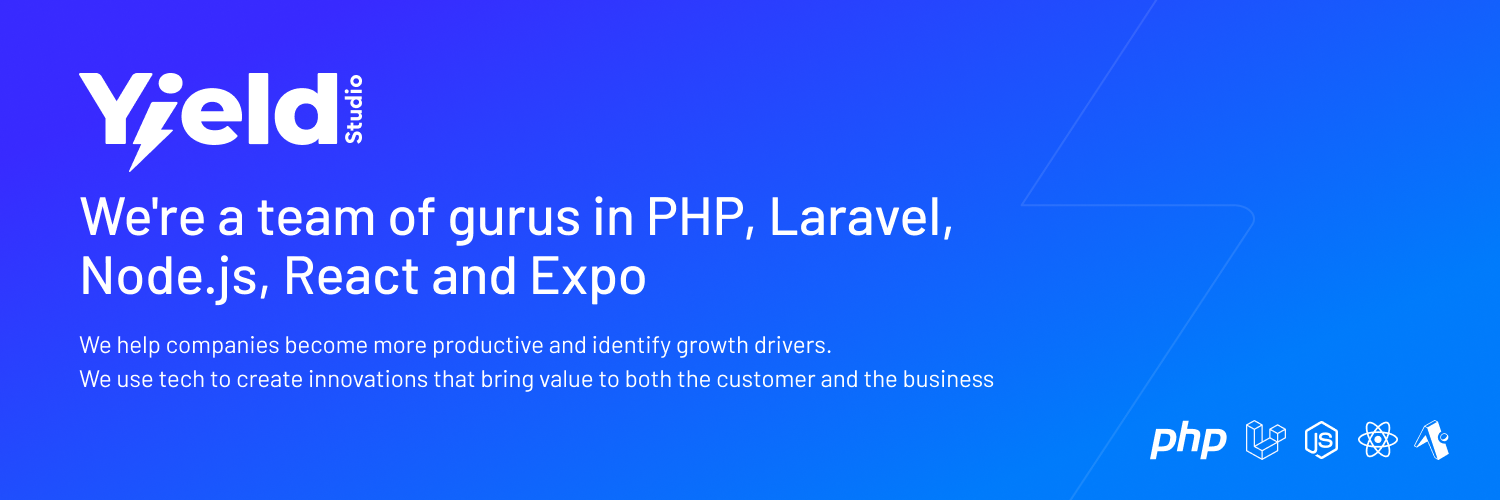 Yield Studio
We're a team of gurus in PHP, Laravel,
Node.js, React and Expo
We help companies become more productive and identify growth drivers.
We use tech to create innovations that bring value to both the customer and the business
php JS